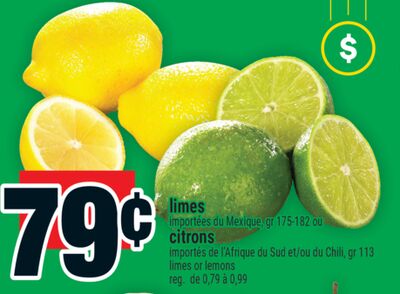 $
79¢
limes
importées du Mexique, gr 175-182 ou
citrons
importés de l'Afrique du Sud et/ou du Chili, gr 113
limes or lemons
reg. de 0,79 à 0,99